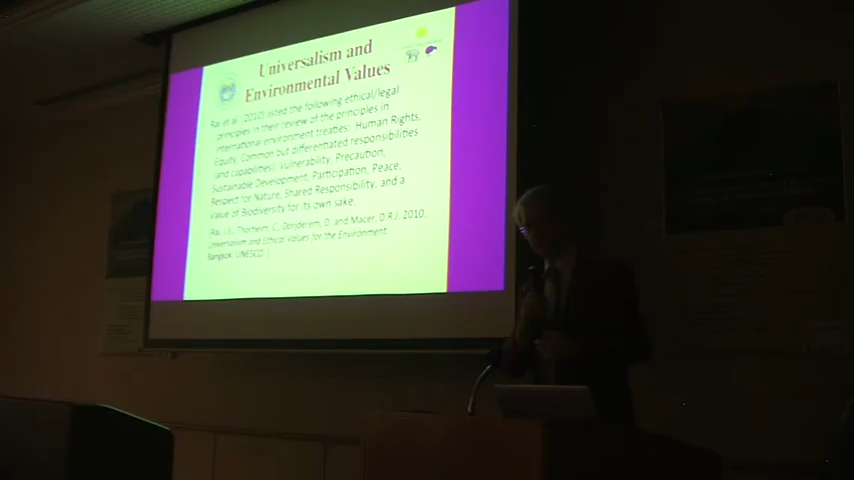 Universalism and
Environmental Values
Rai et al. (2010) listed the following ethical/legal
principles in their review of the principles in
international environment treaties: Human Rights,
Equity, Common but differentiated responsibilities
(and capabilities), Vulnerability, Precaution,
Sustainable Development, Participation, Peace,
Respect for Nature, Shared Responsibility, and a
Value of Biodiversity for its own sake.
Rai, J.S., Thorheim, C., Dorjderem, D. and Macer, D.R.J. 2010.
Universalism and Ethical Values for the Environment.
Bangkok: UNESCO.